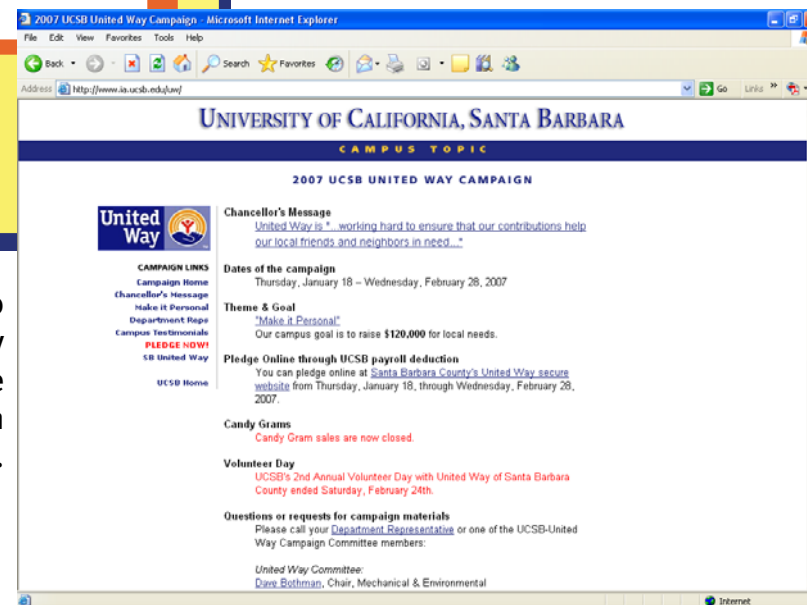 2007 UCSB United Way Campaign - Microsoft Internet Explorer
File Edit View Favorites Tools Help
Back Search Favorites
Address http://www.ia.ucsb.edu/uw/ Go Links
UNIVERSITY OF CALIFORNIA, SANTA BARBARA
CAMPUS TOPIC
2007 UCSB UNITED WAY CAMPAIGN
United Way
CAMPAIGN LINKS
Campaign Home
Chancellor's Message
Make it Personal
Department Reps
Campus Testimonials
PLEDGE NOW!
SB United Way
UCSB Home
Chancellor's Message
United Way is "...working hard to ensure that our contributions help
our local friends and neighbors in need..."
Dates of the campaign
Thursday, January 18 – Wednesday, February 28, 2007
Theme & Goal
"Make it Personal"
Our campus goal is to raise $120,000 for local needs.
Pledge Online through UCSB payroll deduction
You can pledge online at Santa Barbara County's United Way secure
website from Thursday, January 18, through Wednesday, February 28,
2007.
Candy Grams
Candy Gram sales are now closed.
Volunteer Day
UCSB's 2nd Annual Volunteer Day with United Way of Santa Barbara
County ended Saturday, February 24th.
Questions or requests for campaign materials
Please call your Department Representative or one of the UCSB-United
Way Campaign Committee members:
United Way Committee:
Dave Bothman, Chair, Mechanical & Environmental
Internet